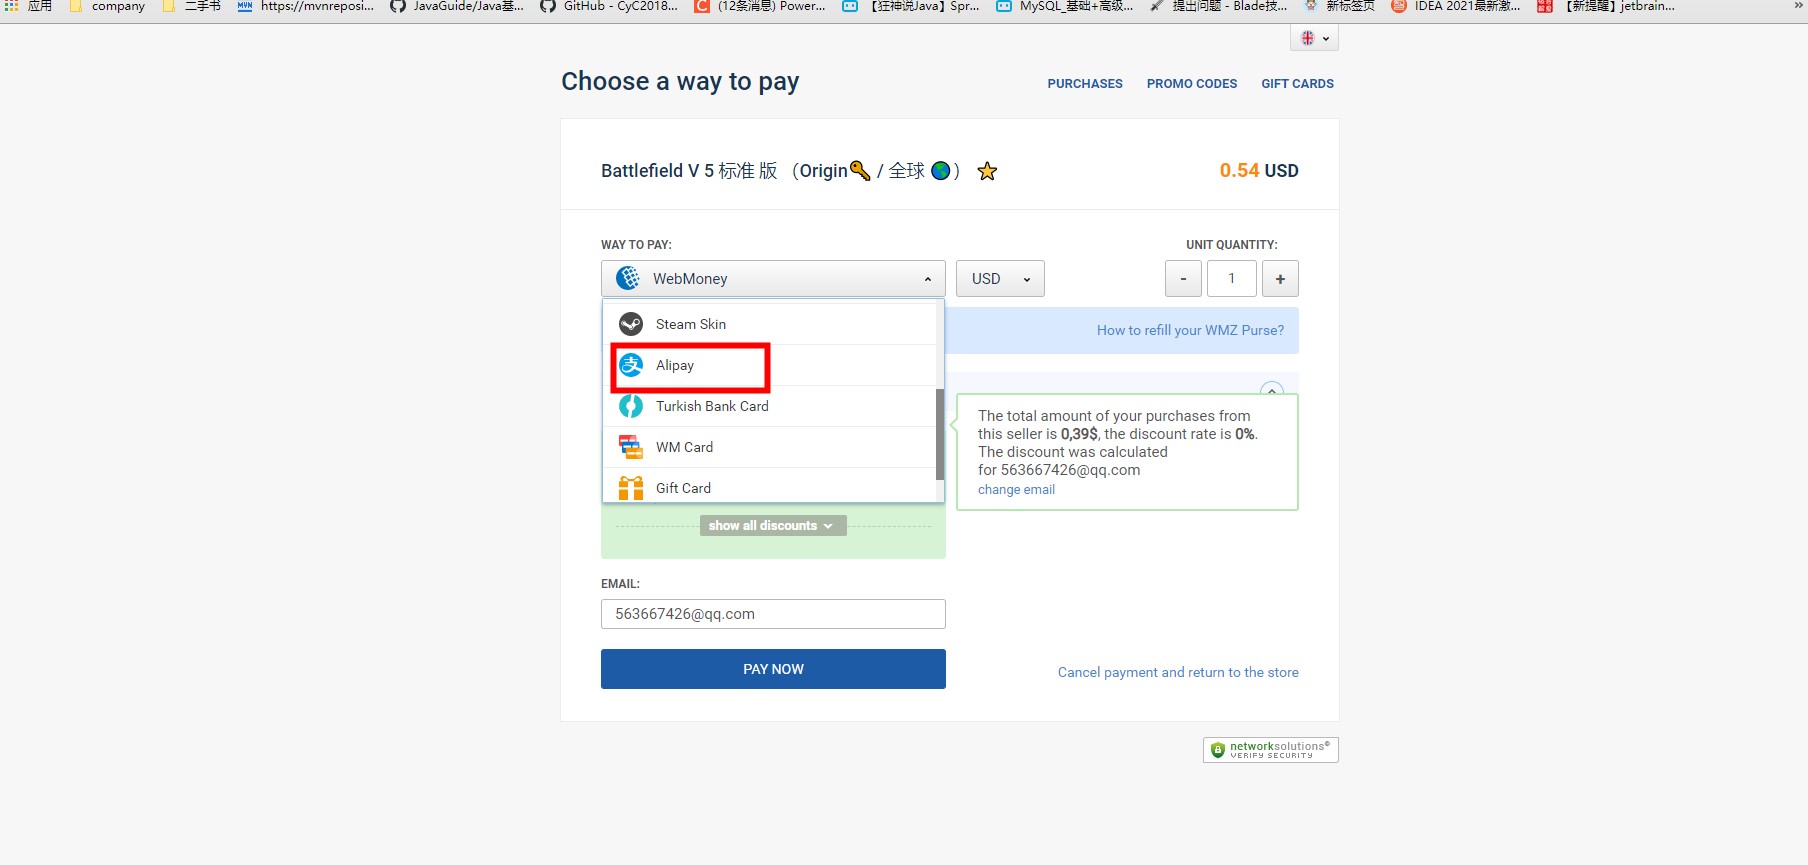 应用 company 二手书 https://mvnreposi... JavaGuide/Java基... GitHub - CyC2018... (12条消息) Power... 【狂神说Java】Spr... MySQL_基础+高级... 提出问题 - Blade技... 新标签页 IDEA 2021最新激... 【新提醒】jetbrain... »
Choose a way to pay PURCHASES PROMO CODES GIFT CARDS
Battlefield V 5 标准 版 （Origin🔑 / 全球 🌎） ⭐ 0.54 USD
WAY TO PAY: UNIT QUANTITY:
WebMoney USD - 1 +
Steam Skin How to refill your WMZ Purse?
Alipay
Turkish Bank Card
WM Card
Gift Card
The total amount of your purchases from
this seller is 0,39$, the discount rate is 0%.
The discount was calculated
for 563667426@qq.com
change email
show all discounts
EMAIL:
563667426@qq.com
PAY NOW Cancel payment and return to the store
networksolutions®
VERIFY SECURITY